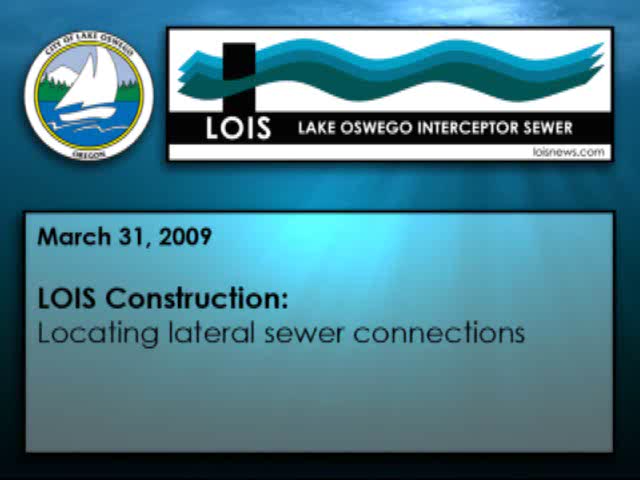 CITY OF LAKE OSWEGO
OREGON
LOIS LAKE OSWEGO INTERCEPTOR SEWER
loisnews.com
March 31, 2009
LOIS Construction:
Locating lateral sewer connections